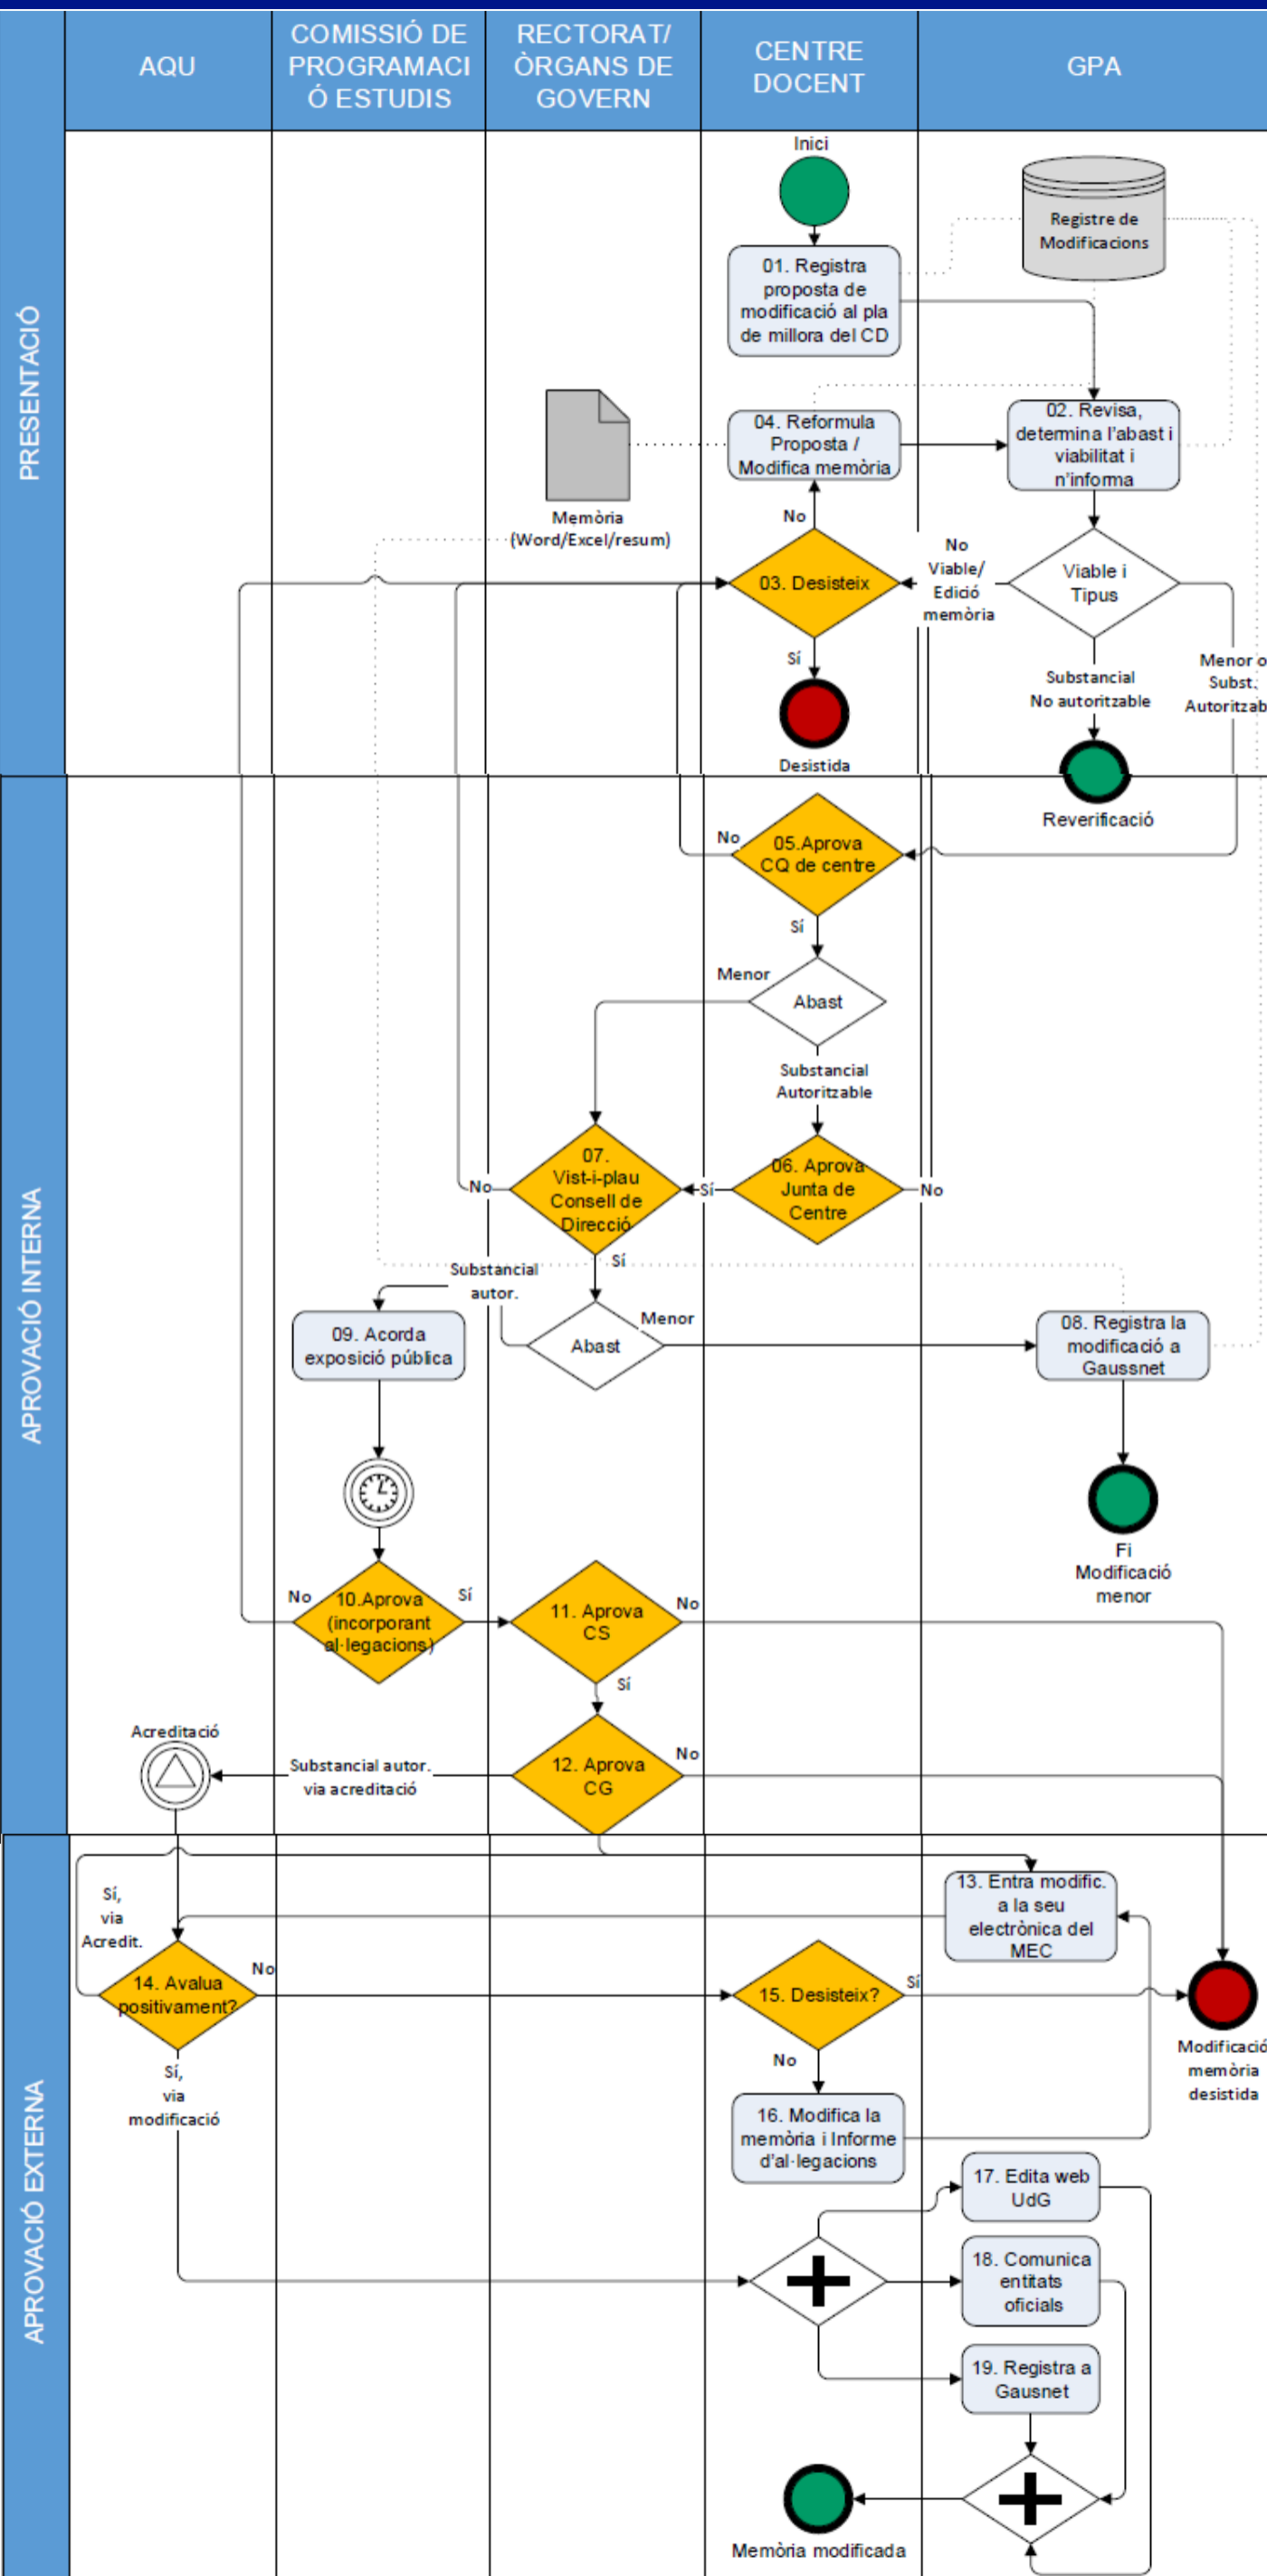 AQU
COMISSIÓ DE
PROGRAMACI
Ó ESTUDIS
RECTORAT/
ÒRGANS DE
GOVERN
CENTRE
DOCENT
GPA
PRESENTACIÓ
Inici
Registre de
Modificacions
01. Registra
proposta de
modificació al pla
de millora del CD
04. Reformula
Proposta /
Modifica memòria
02. Revisa,
determina l'abast i
viabilitat i
n'informa
Memòria
(Word/Excel/resum)
No
03. Desisteix
No
Viable/
Edició
memòria
Viable i
Tipus
Sí
Desistida
Substancial
No autoritzable
Menor o
Subst.
Autoritzab
Reverificació
APROVACIÓ INTERNA
No
05.Aprova
CQ de centre
Sí
Menor
Abast
Substancial
Autoritzable
07.
Vist-i-plau
Consell de
Direcció
No
Sí
06. Aprova
Junta de
Centre
No
Sí
Substancial
autor.
09. Acorda
exposició pública
Abast
Menor
08. Registra la
modificació a
Gaussnet
Fi
Modificació
menor
No
10.Aprova
(incorporant
al·legacions)
Sí
11. Aprova
CS
No
Sí
Acreditació
Substancial autor.
via acreditació
12. Aprova
CG
No
APROVACIÓ EXTERNA
Sí,
via
Acredit.
13. Entra modific.
a la seu
electrònica del
MEC
14. Avalua
positivament?
No
15. Desisteix?
Sí
Modificació
memòria
desistida
Sí,
via
modificació
No
16. Modifica la
memòria i Informe
d'al·legacions
17. Edita web
UdG
18. Comunica
entitats
oficials
19. Registra a
Gausnet
Memòria modificada